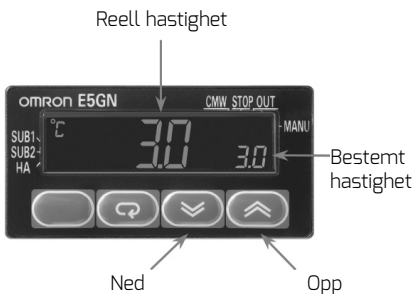 Reell hastighet
OMRON E5GN
CMW STOP OUT
°C
3.0
MANU
SUB1
SUB2
HA
3.0
Bestemt
hastighet
Ned
Opp